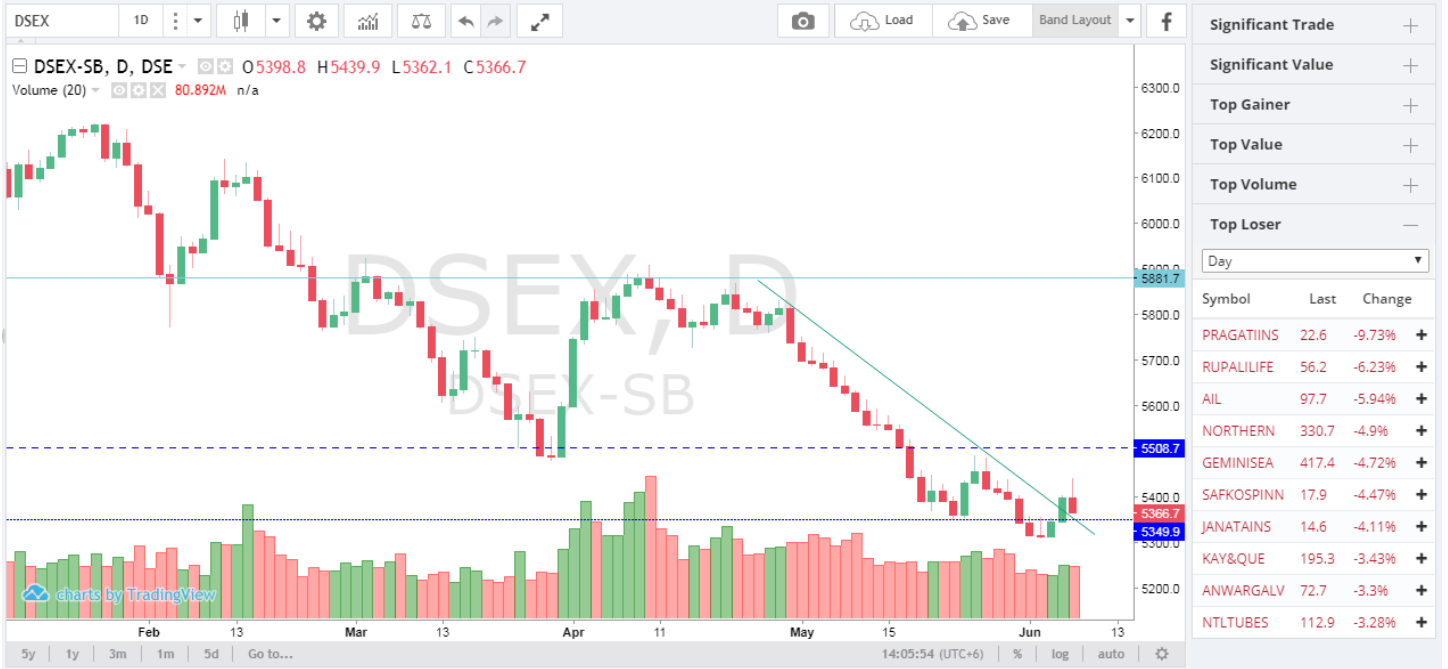 DSEX 1D Load Save Band Layout
DSEX-SB, D, DSE O5398.8 H5439.9 L5362.1 C5366.7
Volume (20) 80.892M n/a
DSEX, D
DSEX-SB
6300.0
6200.0
6100.0
6000.0
5900.0
5881.7
5800.0
5700.0
5600.0
5508.7
5400.0
5366.7
5349.9
5300.0
5200.0
charts by TradingView
Feb 13 Mar 13 Apr 11 May 15 Jun 13
5y 1y 3m 1m 5d Go to... 14:05:54 (UTC+6) % log auto
Significant Trade
Significant Value
Top Gainer
Top Value
Top Volume
Top Loser
Day
Symbol Last Change
PRAGATIINS 22.6 -9.73%
RUPALILIFE 56.2 -6.23%
AIL 97.7 -5.94%
NORTHERN 330.7 -4.9%
GEMINISEA 417.4 -4.72%
SAFKOSPINN 17.9 -4.47%
JANATAINS 14.6 -4.11%
KAY&QUE 195.3 -3.43%
ANWARGALV 72.7 -3.3%
NTLTUBES 112.9 -3.28%